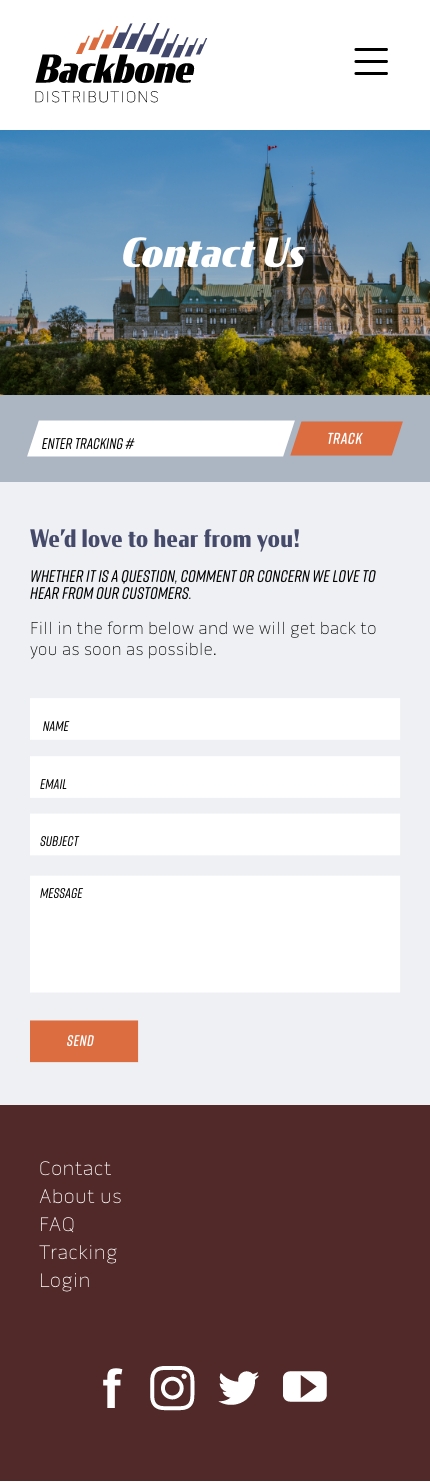 Backbone
DISTRIBUTIONS
Contact Us
ENTER TRACKING #
TRACK
We'd love to hear from you!
WHETHER IT IS A QUESTION, COMMENT OR CONCERN WE LOVE TO
HEAR FROM OUR CUSTOMERS.
Fill in the form below and we will get back to
you as soon as possible.
NAME
EMAIL
SUBJECT
MESSAGE
SEND
Contact
About us
FAQ
Tracking
Login